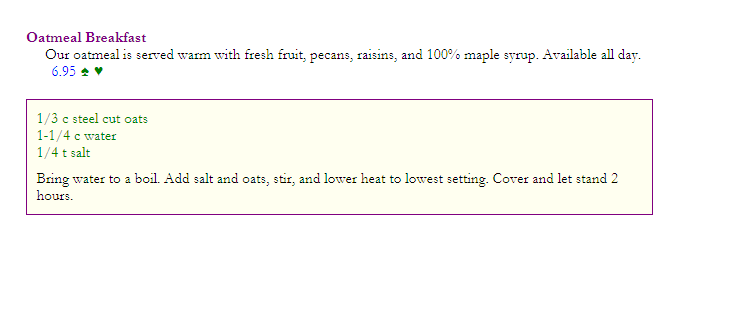 Oatmeal Breakfast
Our oatmeal is served warm with fresh fruit, pecans, raisins, and 100% maple syrup. Available all day.
6.95 ♠ ♥
1/3 c steel cut oats
1-1/4 c water
1/4 t salt
Bring water to a boil. Add salt and oats, stir, and lower heat to lowest setting. Cover and let stand 2
hours.